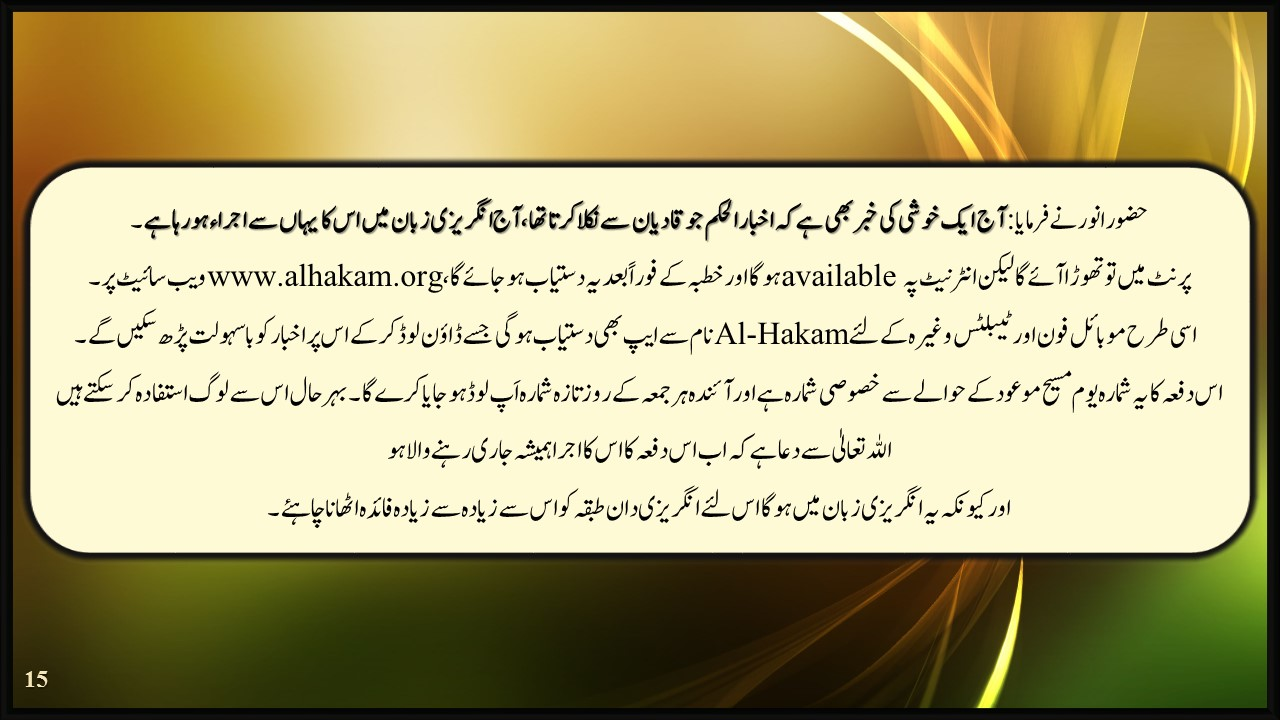 حضور انور نے فرمایا: آج ایک خوشی کی خبر بھی ہے کہ اخبار الحکم جو قادیان سے نکلا کرتا تھا، آج انگریزی زبان میں اس کا یہاں سے اجراء ہو رہا ہے۔
پرنٹ میں تو تھوڑا آئے گا لیکن انٹرنیٹ پہ available ہو گا اور خطبہ کے فوراً بعد یہ دستیاب ہو جائے گا، www.alhakam.org ویب سائیٹ پر۔
اسی طرح موبائل فون اور ٹیبلٹس وغیرہ کے لئے Al-Hakam نام سے ایپ بھی دستیاب ہو گی جسے ڈاؤن لوڈ کر کے اس پر اخبار کو باسہولت پڑھ سکیں گے۔
اس دفعہ کا یہ شمارہ یوم مسیح موعود کے حوالے سے خصوصی شمارہ ہے اور آئندہ ہر جمعہ کے روز تازہ شمارہ اَپ لوڈ ہو جایا کرے گا۔ بہر حال اس سے لوگ استفادہ کر سکتے ہیں
اللہ تعالیٰ سے دعا ہے کہ اب اس دفعہ کا اس کا اجرا ہمیشہ جاری رہنے والا ہو
اور کیونکہ یہ انگریزی زبان میں ہو گا اس لئے انگریزی دان طبقہ کو اس سے زیادہ سے زیادہ فائدہ اٹھانا چاہئے۔
15